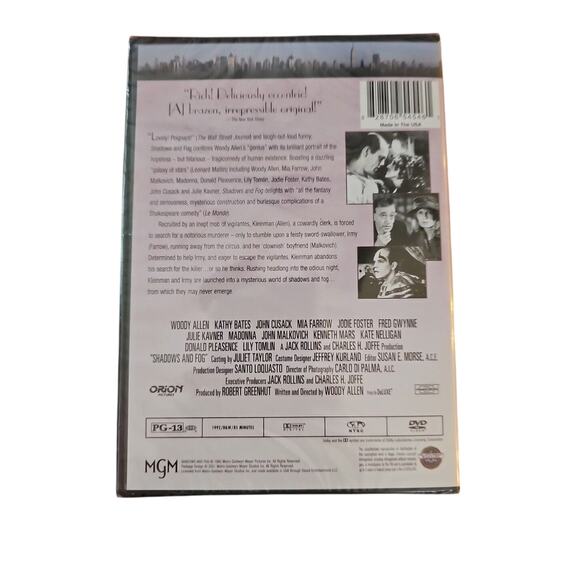 "Rich! Deliciously eccentric!
[A] brazen, irrepressible original!"
—The New York Times
"Lovely! Poignant!" (The Wall Street Journal) and laugh-out-loud funny,
Shadows and Fog confirms Woody Allen's "genius" with its brilliant portrait of the
hopeless – but hilarious – tragicomedy of human existence. Boasting a dazzling
"galaxy of stars" (Leonard Maltin) including Woody Allen, Mia Farrow, John
Malkovich, Madonna, Donald Pleasence, Lily Tomlin, Jodie Foster, Kathy Bates,
John Cusack and Julie Kavner, Shadows and Fog delights with "all the fantasy
and sensuousness, mysterious construction and burlesque complications of a
Shakespeare comedy" (Le Monde).
Recruited by an inept mob of vigilantes, Kleinman (Allen), a cowardly clerk, is forced
to search for a notorious murderer – only to stumble upon a feisty sword-swallower, Irmy
(Farrow), running away from the circus, and her 'clownish' boyfriend (Malkovich).
Determined to help Irmy, and eager to escape the vigilantes, Kleinman abandons
his search for the killer...or so he thinks. Rushing headlong into the odious night,
Kleinman and Irmy are launched into a mysterious world of shadows and fog...
from which they may never emerge.
Made in the USA
WOODY ALLEN KATHY BATES JOHN CUSACK MIA FARROW JODIE FOSTER FRED GWYNNE
JULIE KAVNER MADONNA JOHN MALKOVICH KENNETH MARS KATE NELLIGAN
DONALD PLEASENCE LILY TOMLIN A JACK ROLLINS and CHARLES H. JOFFE Production
"SHADOWS AND FOG" Casting by JULIET TAYLOR Costume Designer JEFFREY KURLAND Editor SUSAN E. MORSE, A.C.E.
Production Designer SANTO LOQUASTO Director of Photography CARLO DI PALMA, A.I.C.
Executive Producers JACK ROLLINS and CHARLES H. JOFFE
Produced by ROBERT GREENHUT Written and Directed by WOODY ALLEN Prints by DeLUXE
ORION
PICTURES
PG-13
1992/B&W/85 MINUTES
NTSC
DVD
MGM